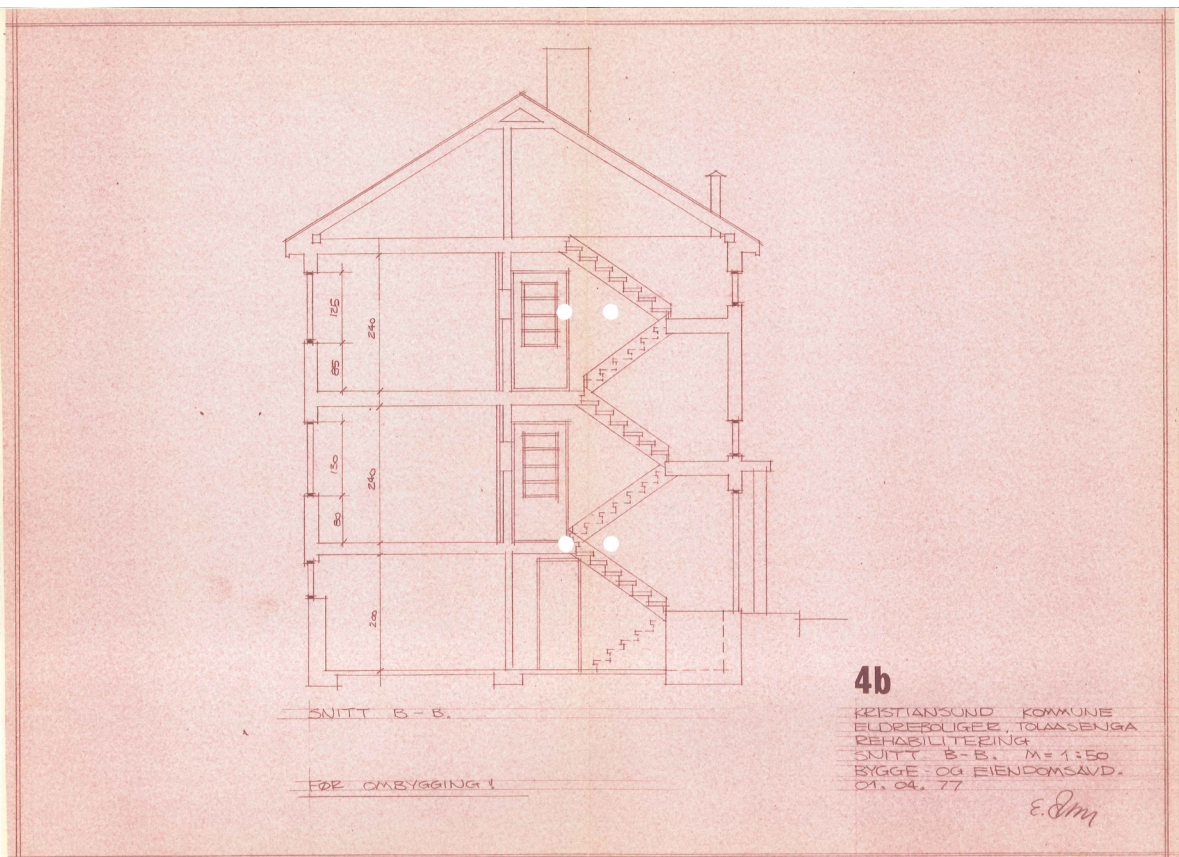 125
240
85
150
240
80
200
SNITT B-B.
FØR OMBYGGING!
4b
KRISTIANSUND KOMMUNE
ELDREBOLIGER, TOLAASENGA
REHABILITERING
SNITT B-B. M=1:50
BYGGE- OG EIENDOMSAVD.
01. 04. 77